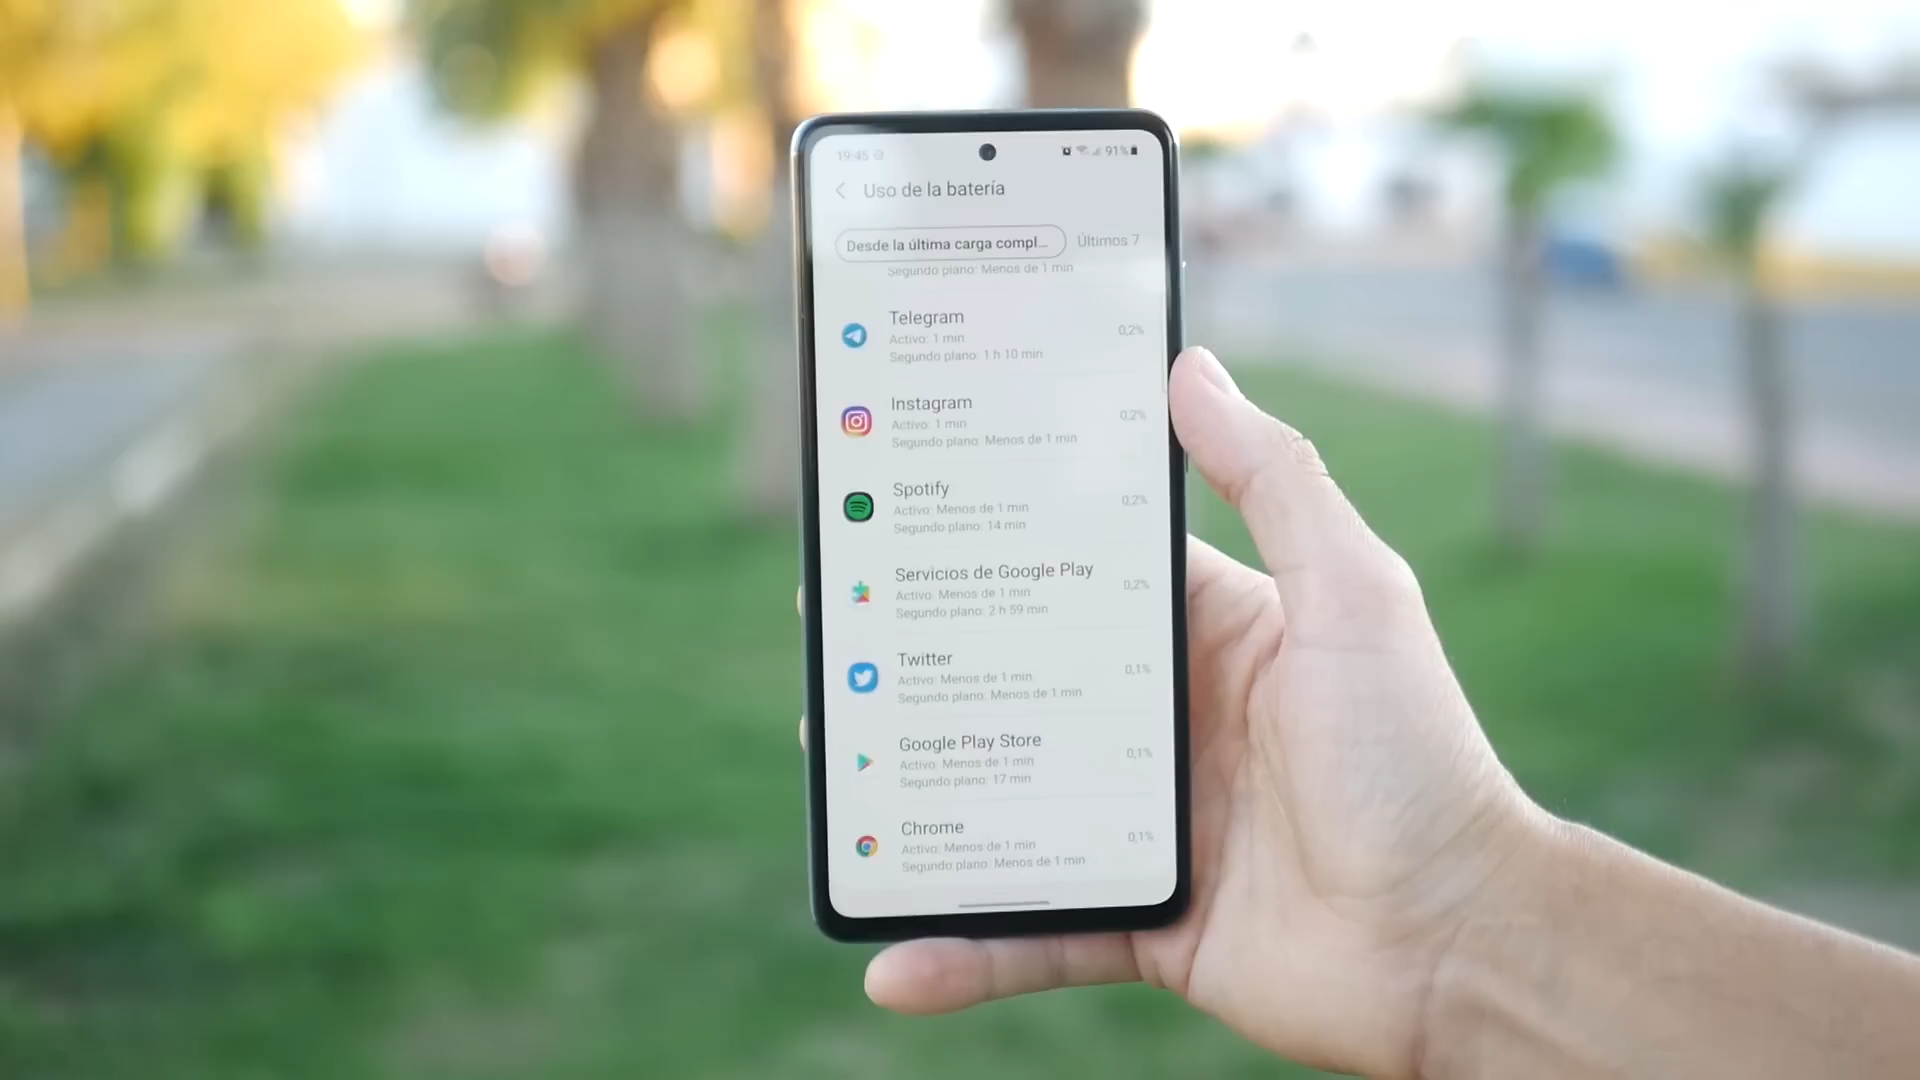 19:45
91%
Uso de la batería
Desde la última carga compl...
Últimos 7
Segundo plano: Menos de 1 min
Telegram
Activo: 1 min
Segundo plano: 1 h 10 min
0,2%
Instagram
Activo: 1 min
Segundo plano: Menos de 1 min
0,2%
Spotify
Activo: Menos de 1 min
Segundo plano: 14 min
0,2%
Servicios de Google Play
Activo: Menos de 1 min
Segundo plano: 2 h 59 min
0,2%
Twitter
Activo: Menos de 1 min
Segundo plano: Menos de 1 min
0,1%
Google Play Store
Activo: Menos de 1 min
Segundo plano: 17 min
0,1%
Chrome
Activo: Menos de 1 min
Segundo plano: Menos de 1 min
0,1%